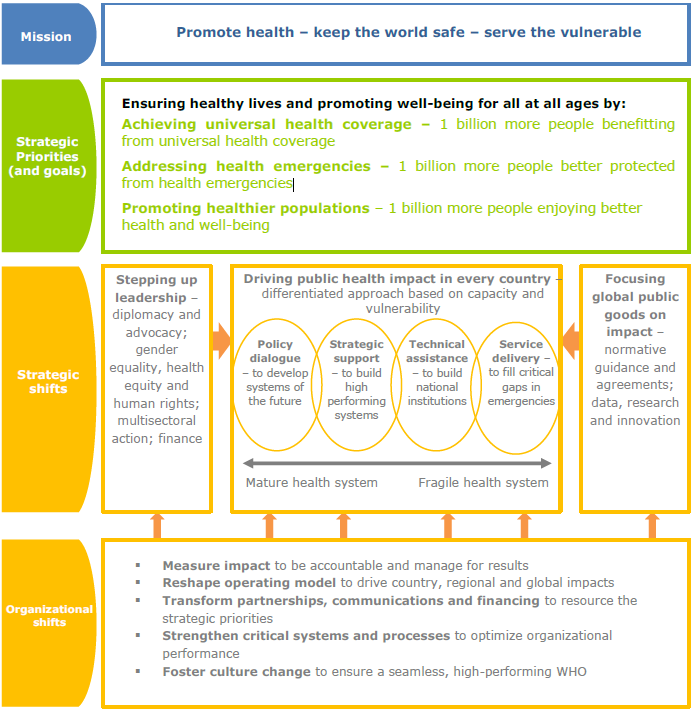 Mission
Promote health – keep the world safe – serve the vulnerable
Strategic
Priorities
(and goals)
Ensuring healthy lives and promoting well-being for all at all ages by:
Achieving universal health coverage – 1 billion more people benefitting
from universal health coverage
Addressing health emergencies – 1 billion more people better protected
from health emergencies
Promoting healthier populations – 1 billion more people enjoying better
health and well-being
Strategic
shifts
Stepping up
leadership –
diplomacy and
advocacy;
gender
equality, health
equity and
human rights;
multisectoral
action; finance
Driving public health impact in every country –
differentiated approach based on capacity and
vulnerability
Policy
dialogue
– to develop
systems of
the future
Strategic
support
– to build
high
performing
systems
Technical
assistance
– to build
national
institutions
Service
delivery –
to fill critical
gaps in
emergencies
Mature health system
Fragile health system
Focusing
global public
goods on
impact –
normative
guidance and
agreements;
data, research
and innovation
Organizational
shifts
▪ Measure impact to be accountable and manage for results
▪ Reshape operating model to drive country, regional and global impacts
▪ Transform partnerships, communications and financing to resource the
strategic priorities
▪ Strengthen critical systems and processes to optimize organizational
performance
▪ Foster culture change to ensure a seamless, high-performing WHO